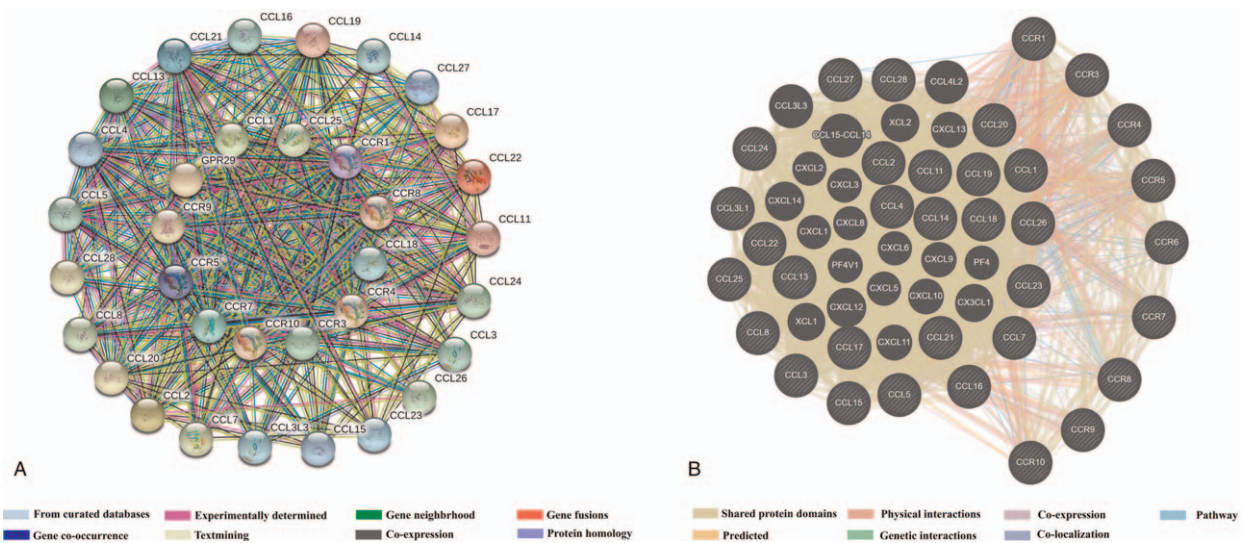 CCL16
CCL19
CCL21
CCL14
CCL27
CCL13
CCL17
CCL1
CCL25
CCL4
CCR1
CCL22
GPR29
CCL5
CCR8
CCL11
CCR9
CCL18
CCL28
CCR5
CCL24
CCR4
CCL8
CCR7
CCR10
CCR3
CCL3
CCL20
CCL26
CCL2
CCL7
CCL3L3
CCL15
CCL23
A
From curated databases
Experimentally determined
Gene neighbrhood
Gene fusions
Gene co-occurrence
Textmining
Co-expression
Protein homology
CCR1
CCL27
CCL28
CCL4L2
CCR3
CCL3L3
XCL2
CCL15-CCL14
CXCL13
CCL20
CCR4
CCL24
CXCL2
CCL2
CCL11
CCL19
CCL1
CCR5
CXCL3
CCL3L1
CXCL14
CCL4
CCL14
CCL18
CCL26
CXCL1
CXCL8
CCR6
CCL22
CXCL6
CXCL9
PF4
PF4V1
CCL25
CCL13
CXCL5
CXCL10
CX3CL1
CCL23
CXCL12
CCR7
CCL8
XCL1
CCL17
CXCL11
CCL21
CCL7
CCL3
CCL16
CCR8
CCL15
CCL5
CCR9
CCR10
B
Shared protein domains
Physical interactions
Co-expression
Pathway
Predicted
Genetic interactions
Co-localization